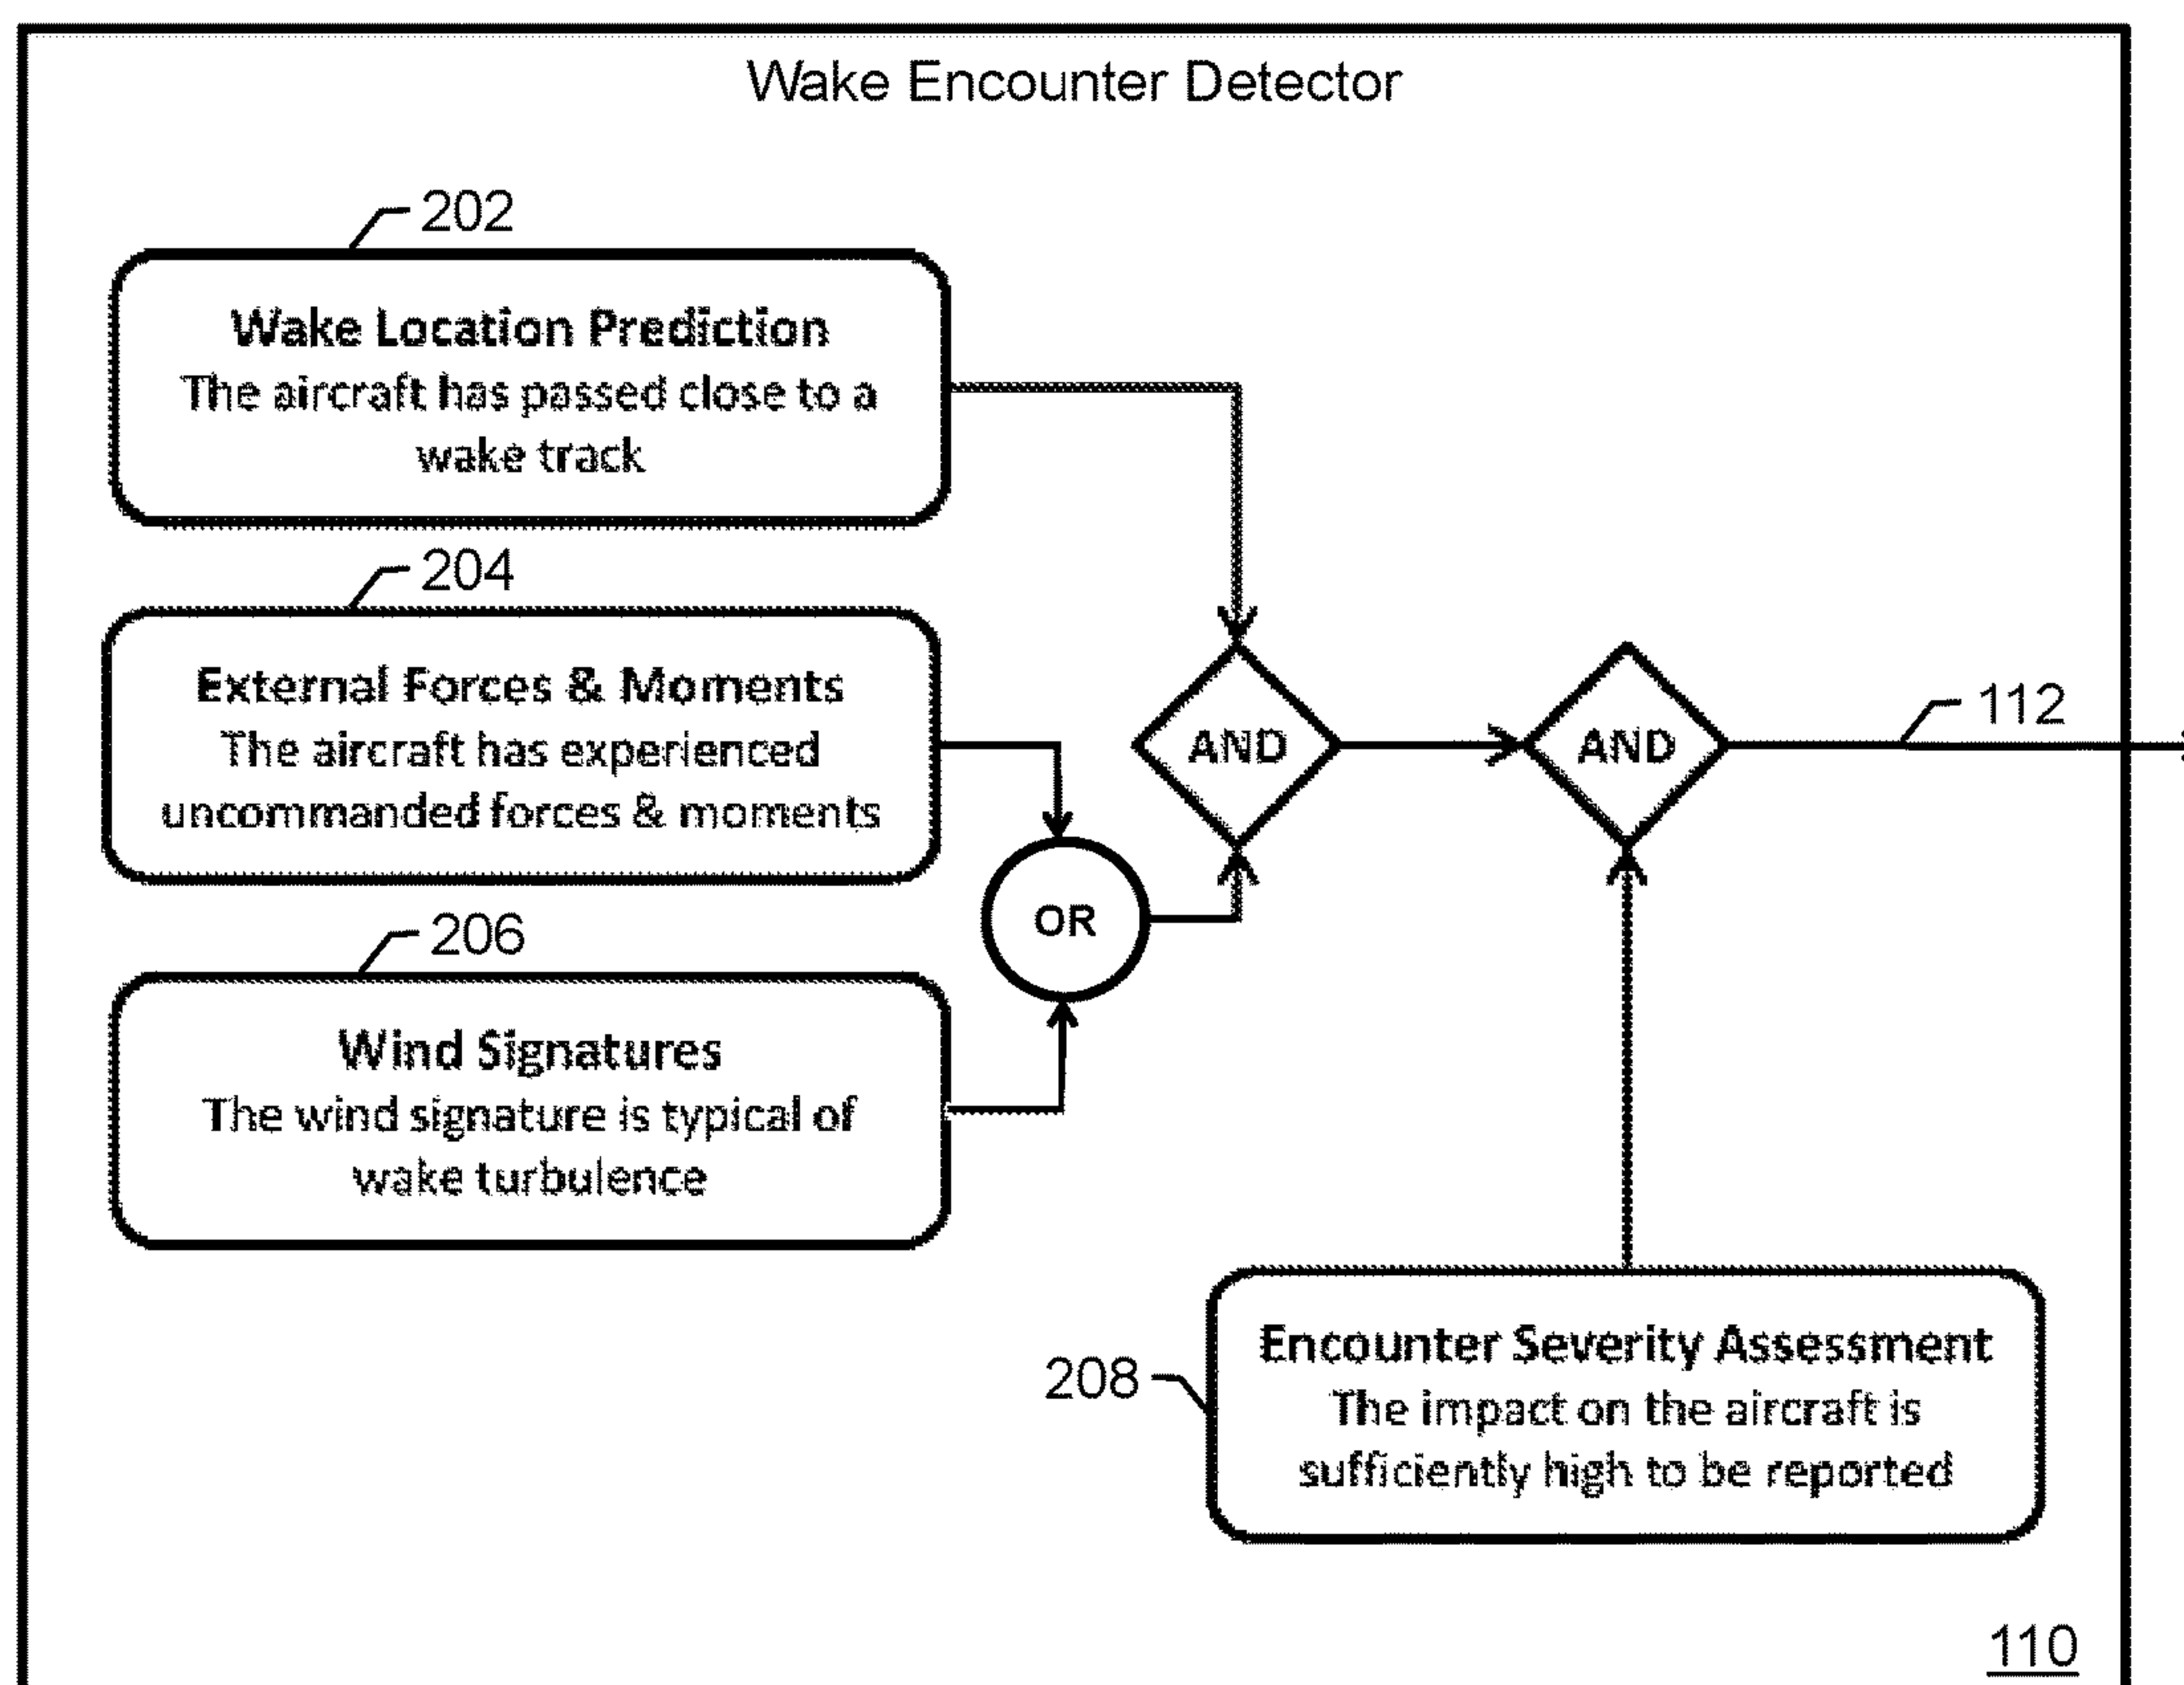 Wake Encounter Detector
202
Wake Location Prediction
The aircraft has passed close to a
wake track
204
External Forces & Moments
The aircraft has experienced
uncommanded forces & moments
AND
AND
112
OR
206
Wind Signatures
The wind signature is typical of
wake turbulence
208
Encounter Severity Assessment
The impact on the aircraft is
sufficiently high to be reported
110